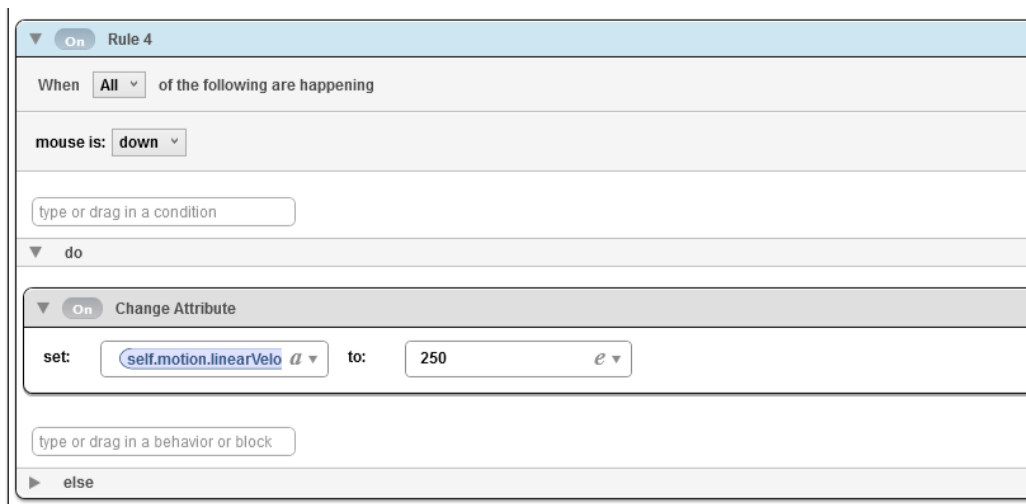 On Rule 4
When All of the following are happening
mouse is: down
type or drag in a condition
do
On Change Attribute
set: self.motion.linearVelo a to: 250 e
type or drag in a behavior or block
else